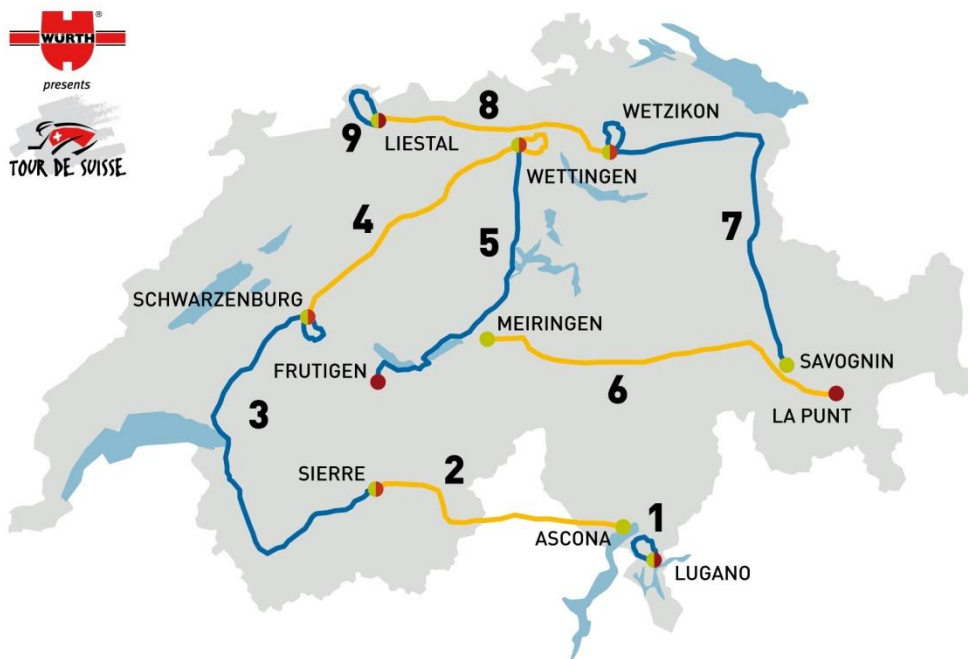 WÜRTH
®
presents
TOUR DE SUISSE
8
WETZIKON
9
LIESTAL
WETTINGEN
4
5
7
SCHWARZENBURG
MEIRINGEN
FRUTIGEN
SAVOGNIN
6
LA PUNT
3
SIERRE
2
1
ASCONA
LUGANO